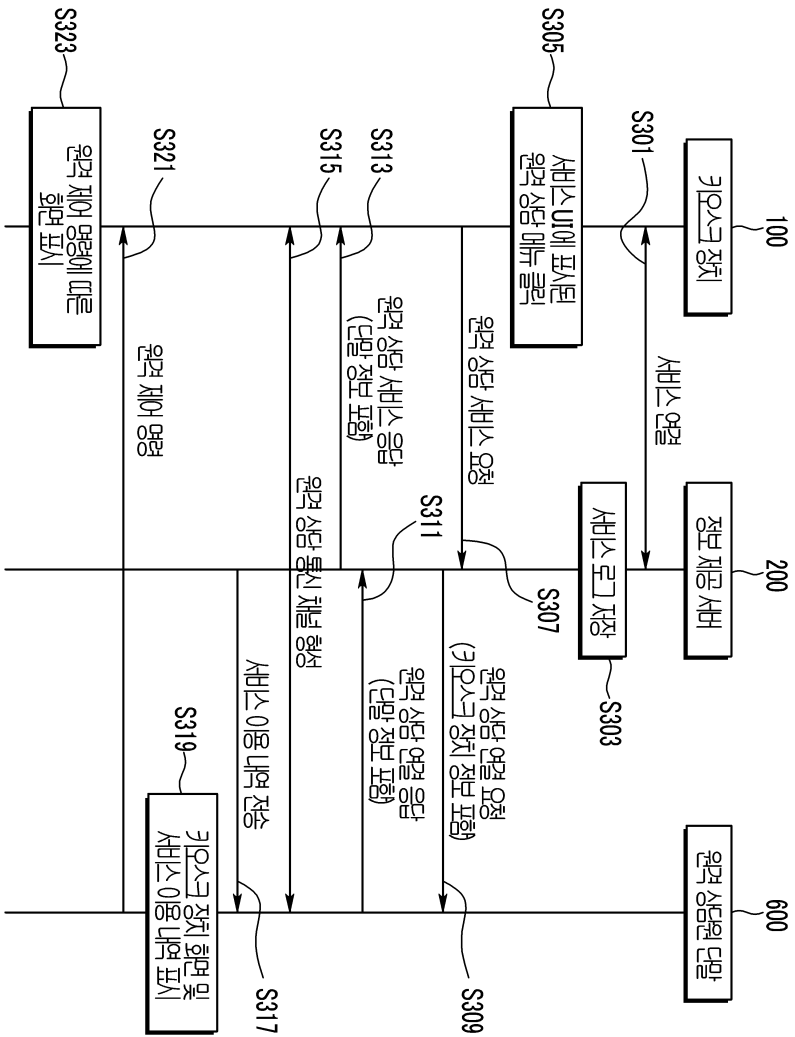 100
키오스크 장치
200
정보 제공 서버
600
원격 상담원 단말
S301
서비스 연결
서비스 로그 저장
S303
S305
서비스 UI에 표시된
원격 상담 메뉴 클릭
원격 상담 서비스 요청
S307
원격 상담 연결 요청
(키오스크 장치 정보 포함)
S309
S311
원격 상담 연결 응답
(단말 정보 포함)
S313
원격 상담 서비스 응답
(단말 정보 포함)
S315
원격 상담 통신 채널 형성
서비스 이용 내역 전송
S317
S319
키오스크 장치 화면 및
서비스 이용 내역 표시
S321
원격 제어 명령
S323
원격 제어 명령에 따른
화면 표시